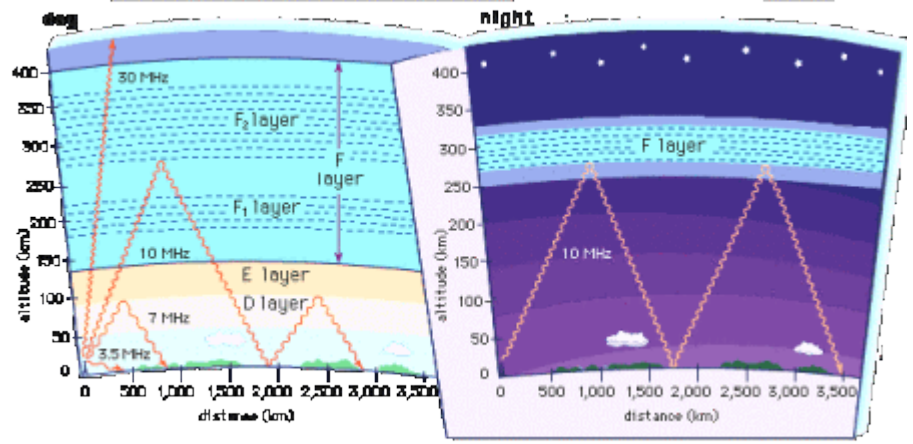 day
400
350
300
250
200
150
100
50
0
altitude (km)
30 MHz
F₂ layer
F layer
F₁ layer
10 MHz
E layer
D layer
7 MHz
3.5 MHz
0 500 1,000 1,500 2,000 2,500 3,000 3,500
distance (km)
night
400
350
300
250
200
150
100
50
0
altitude (km)
F layer
10 MHz
0 500 1,000 1,500 2,000 2,500 3,000 3,500
distance (km)